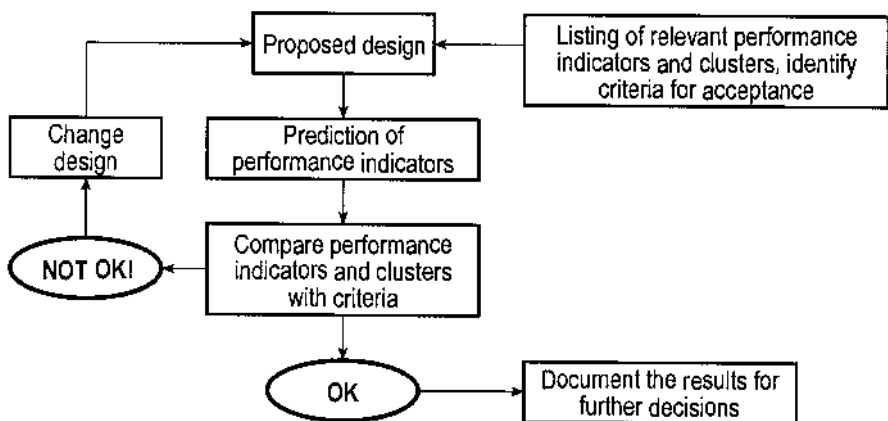 Proposed design
Listing of relevant performance
indicators and clusters, identify
criteria for acceptance
Change
design
Prediction of
performance indicators
Compare performance
indicators and clusters
with criteria
NOT OK!
OK
Document the results for
further decisions